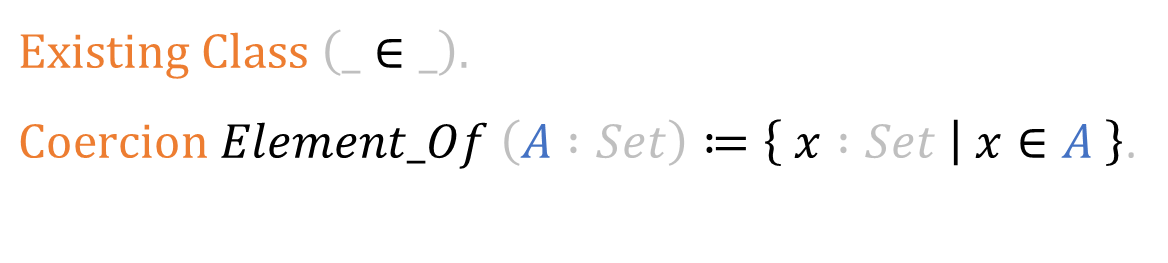 Existing Class (_ ∈ _).
Coercion Element_Of (A : Set) ≔ { x : Set | x ∈ A }.